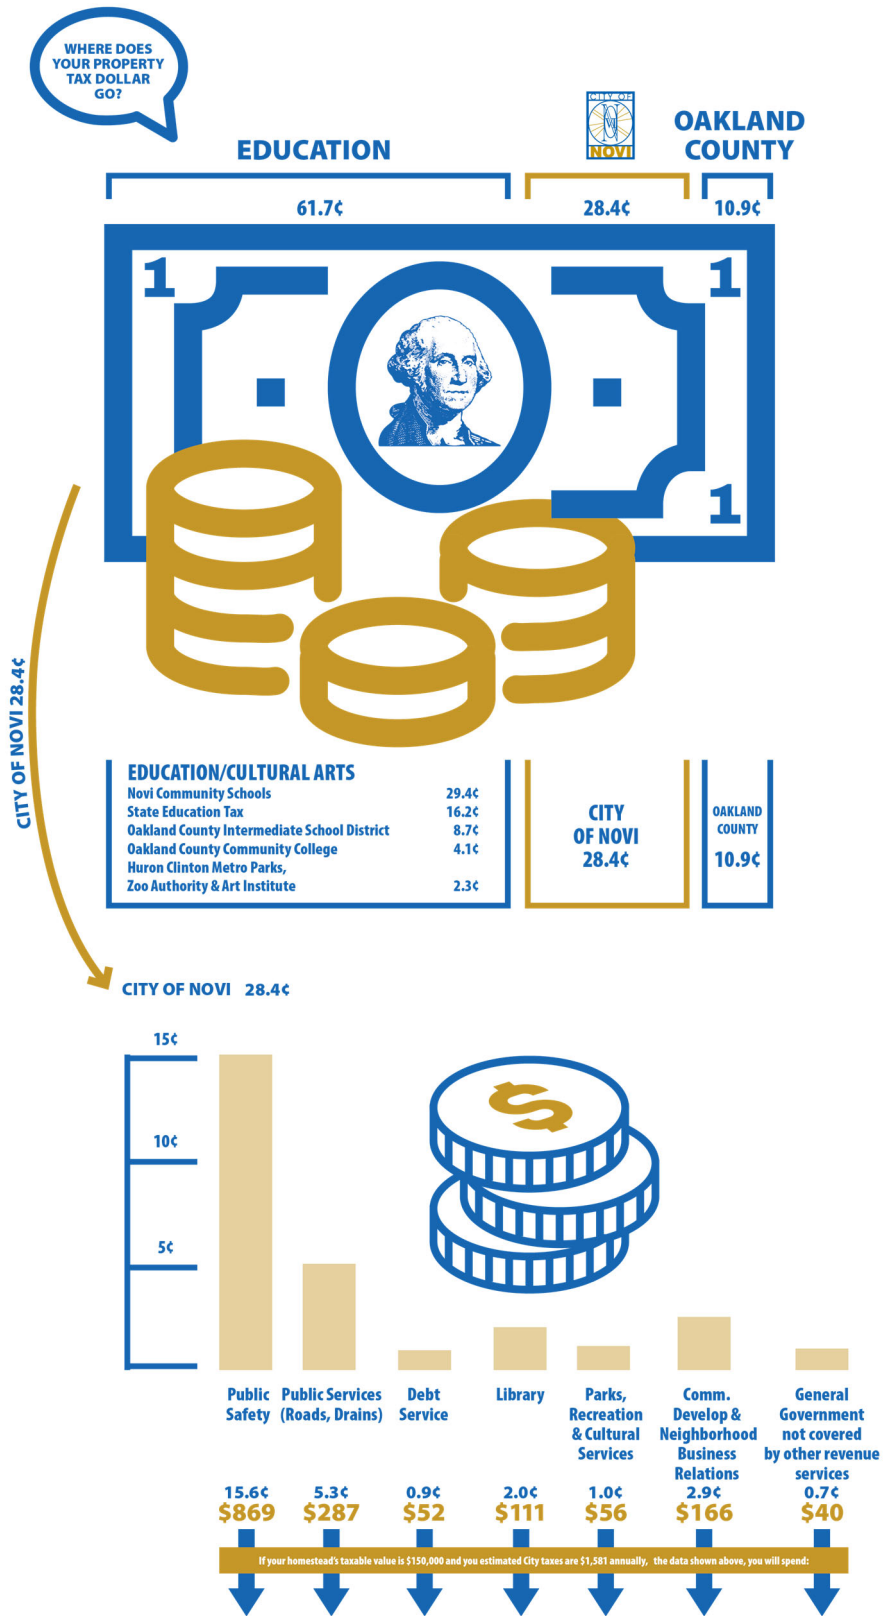 WHERE DOES
YOUR PROPERTY
TAX DOLLAR
GO?
EDUCATION
CITY OF
NOVI
OAKLAND
COUNTY
61.7¢
28.4¢
10.9¢
1
1
1
CITY OF NOVI 28.4¢
EDUCATION/CULTURAL ARTS
Novi Community Schools 29.4¢
State Education Tax 16.2¢
Oakland County Intermediate School District 8.7¢
Oakland County Community College 4.1¢
Huron Clinton Metro Parks,
Zoo Authority & Art Institute 2.3¢
CITY
OF NOVI
28.4¢
OAKLAND
COUNTY
10.9¢
CITY OF NOVI 28.4¢
15¢
10¢
5¢
$
Public
Safety
15.6¢
$869
Public Services
(Roads, Drains)
5.3¢
$287
Debt
Service
0.9¢
$52
Library
2.0¢
$111
Parks,
Recreation
& Cultural
Services
1.0¢
$56
Comm.
Develop &
Neighborhood
Business
Relations
2.9¢
$166
General
Government
not covered
by other revenue
services
0.7¢
$40
If your homestead's taxable value is $150,000 and you estimated City taxes are $1,581 annually, the data shown above, you will spend: